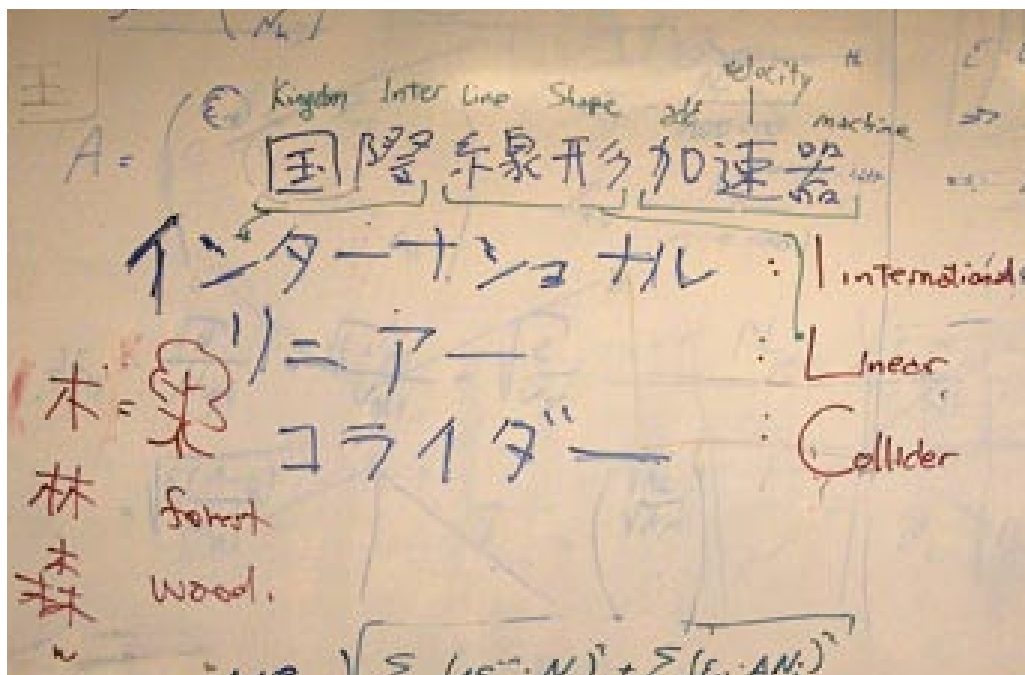 velocity
Kingdom Inter Line Shape add machine
A =
国際線形加速器
インターナショナル : International
リニアー : Linear
コライダー : Collider
木 =
林 forest
森 wood.